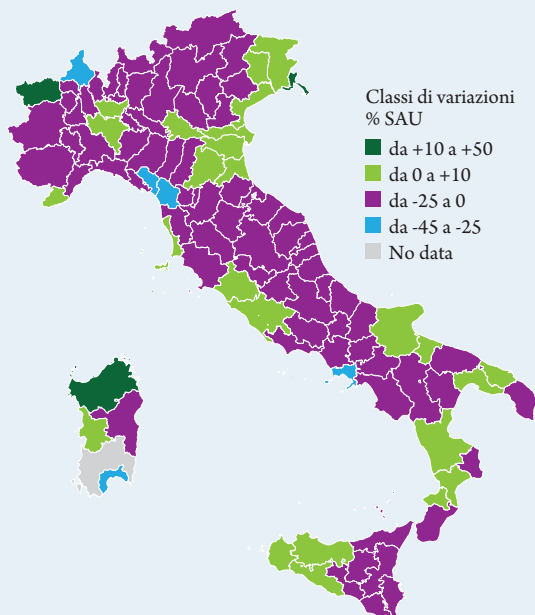 Classi di variazioni
% SAU
da +10 a +50
da 0 a +10
da -25 a 0
da -45 a -25
No data